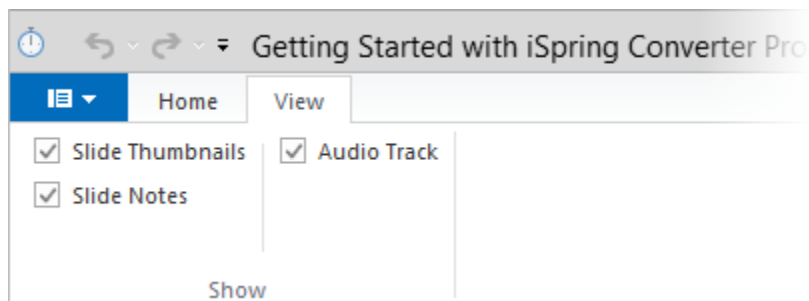 Getting Started with iSpring Converter Pro
Home View
Slide Thumbnails Audio Track
Slide Notes
Show